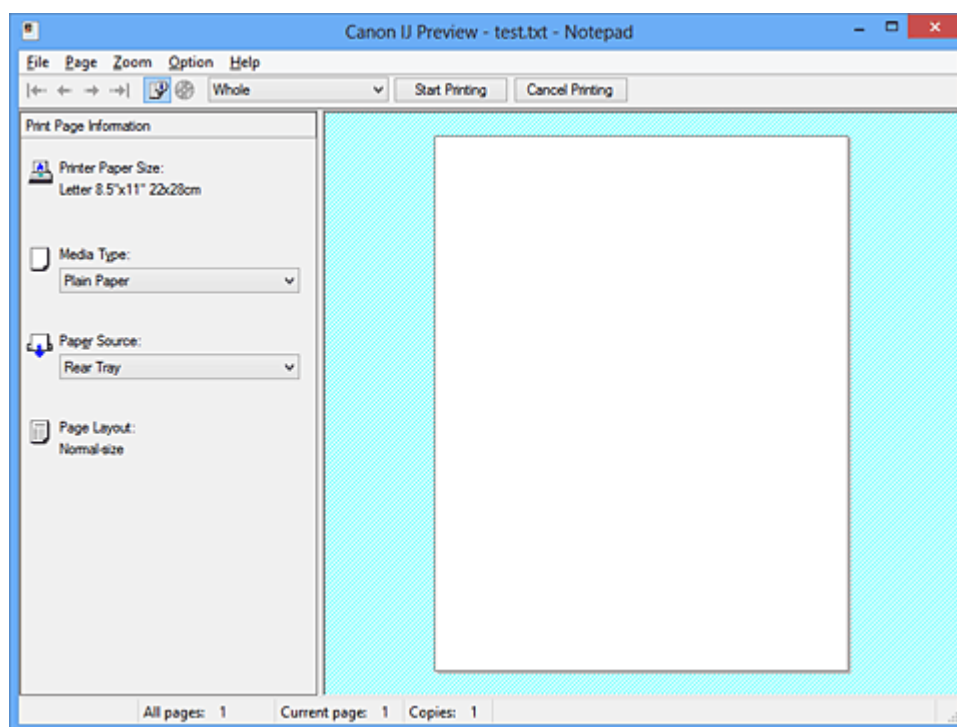 Canon IJ Preview - test.txt - Notepad
File Page Zoom Option Help
Whole Start Printing Cancel Printing
Print Page Information
Printer Paper Size:
Letter 8.5"x11" 22x28cm
Media Type:
Plain Paper
Paper Source:
Rear Tray
Page Layout:
Normal-size
All pages: 1 Current page: 1 Copies: 1